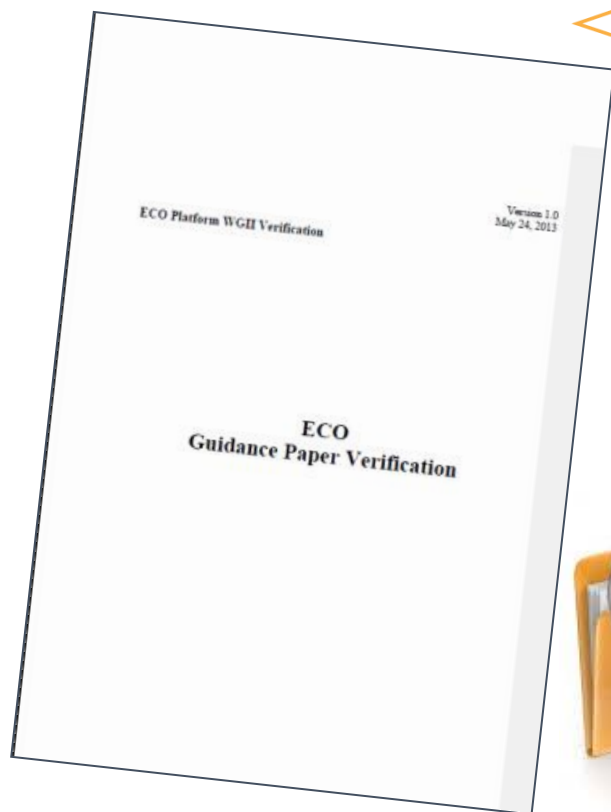 ECO Platform WGII Verification
Version 1.0
May 24, 2013
ECO
Guidance Paper Verification